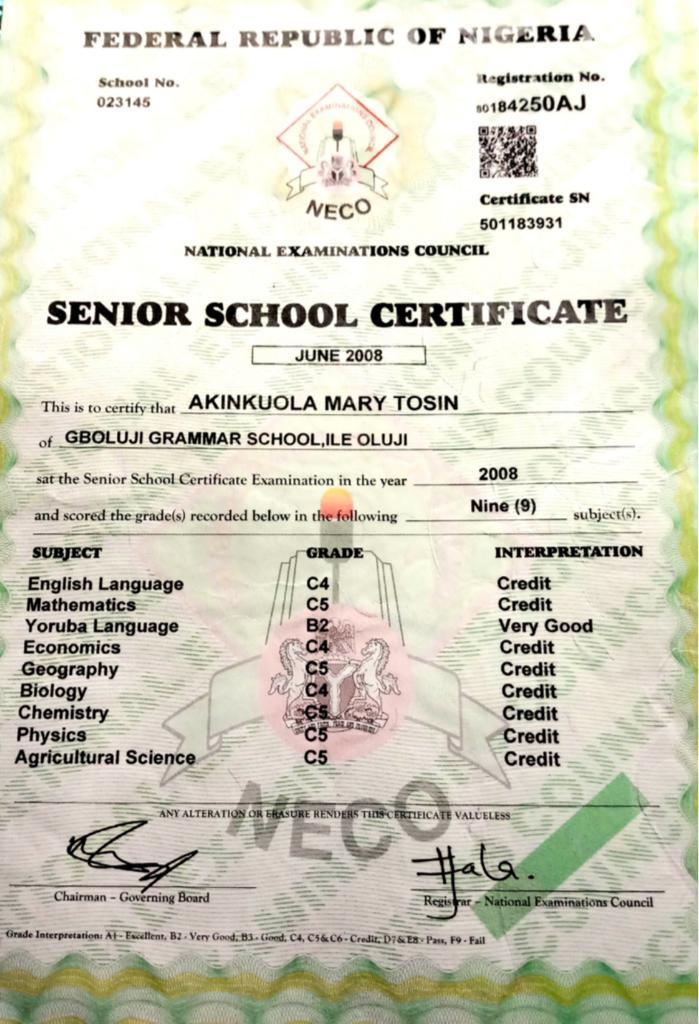 FEDERAL REPUBLIC OF NIGERIA
School No.
023145
Registration No.
184250AJ
NATIONAL EXAMINATIONS COUNCIL
NECO
Certificate SN
501183931
NATIONAL EXAMINATIONS COUNCIL
SENIOR SCHOOL CERTIFICATE
JUNE 2008
This is to certify that AKINKUOLA MARY TOSIN
of GBOLUJI GRAMMAR SCHOOL,ILE OLUJI
sat the Senior School Certificate Examination in the year 2008
and scored the grade(s) recorded below in the following Nine (9) subject(s).
SUBJECT GRADE INTERPRETATION
English Language C4 Credit
Mathematics C5 Credit
Yoruba Language B2 Very Good
Economics C4 Credit
Geography C5 Credit
Biology C4 Credit
Chemistry C5 Credit
Physics C5 Credit
Agricultural Science C5 Credit
NECO
ANY ALTERATION OR ERASURE RENDERS THIS CERTIFICATE VALUELESS
Chairman - Governing Board
Registrar - National Examinations Council
Grade Interpretation: A1 - Excellent, B2 - Very Good, B3 - Good, C4, C5 & C6 - Credit, D7 & E8 - Pass, F9 - Fail